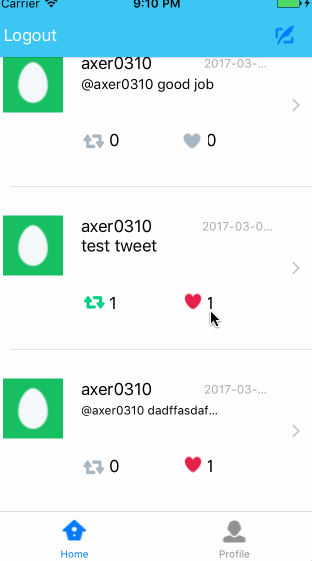 Carrier 9:10 PM
Logout
axer0310 2017-03-...
@axer0310 good job
0 0
axer0310 2017-03-0...
test tweet
1 1
axer0310 2017-03-...
@axer0310 dadffasdaf...
0 1
Home Profile